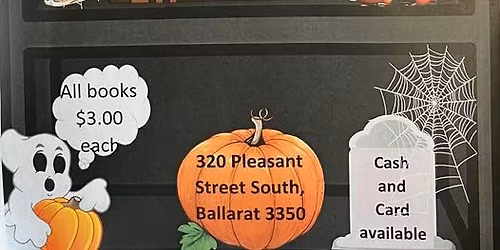 All books
$3.00
each
320 Pleasant
Street South,
Ballarat 3350
Cash
and
Card
available